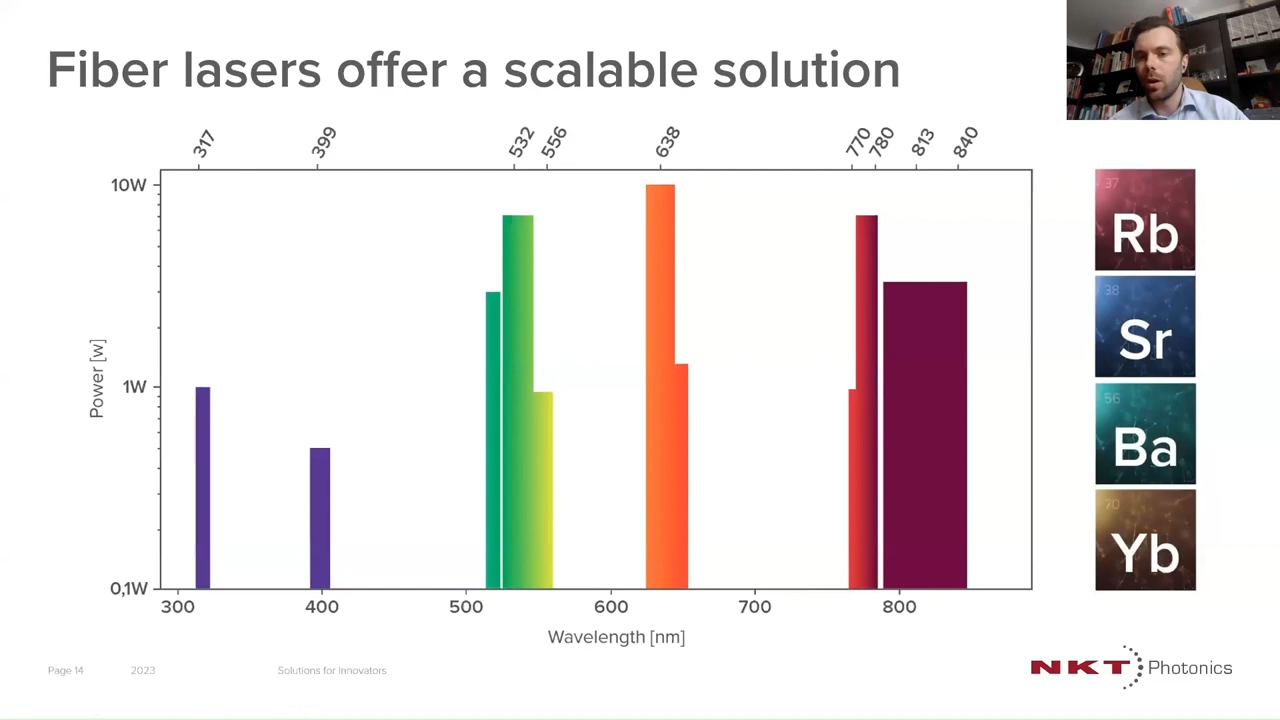 Fiber lasers offer a scalable solution
317
399
532
556
638
770
780
813
840
10W
1W
0,1W
Power [w]
300
400
500
600
700
800
Wavelength [nm]
37
Rb
38
Sr
56
Ba
70
Yb
Page 14
2023
Solutions for Innovators
NKT Photonics